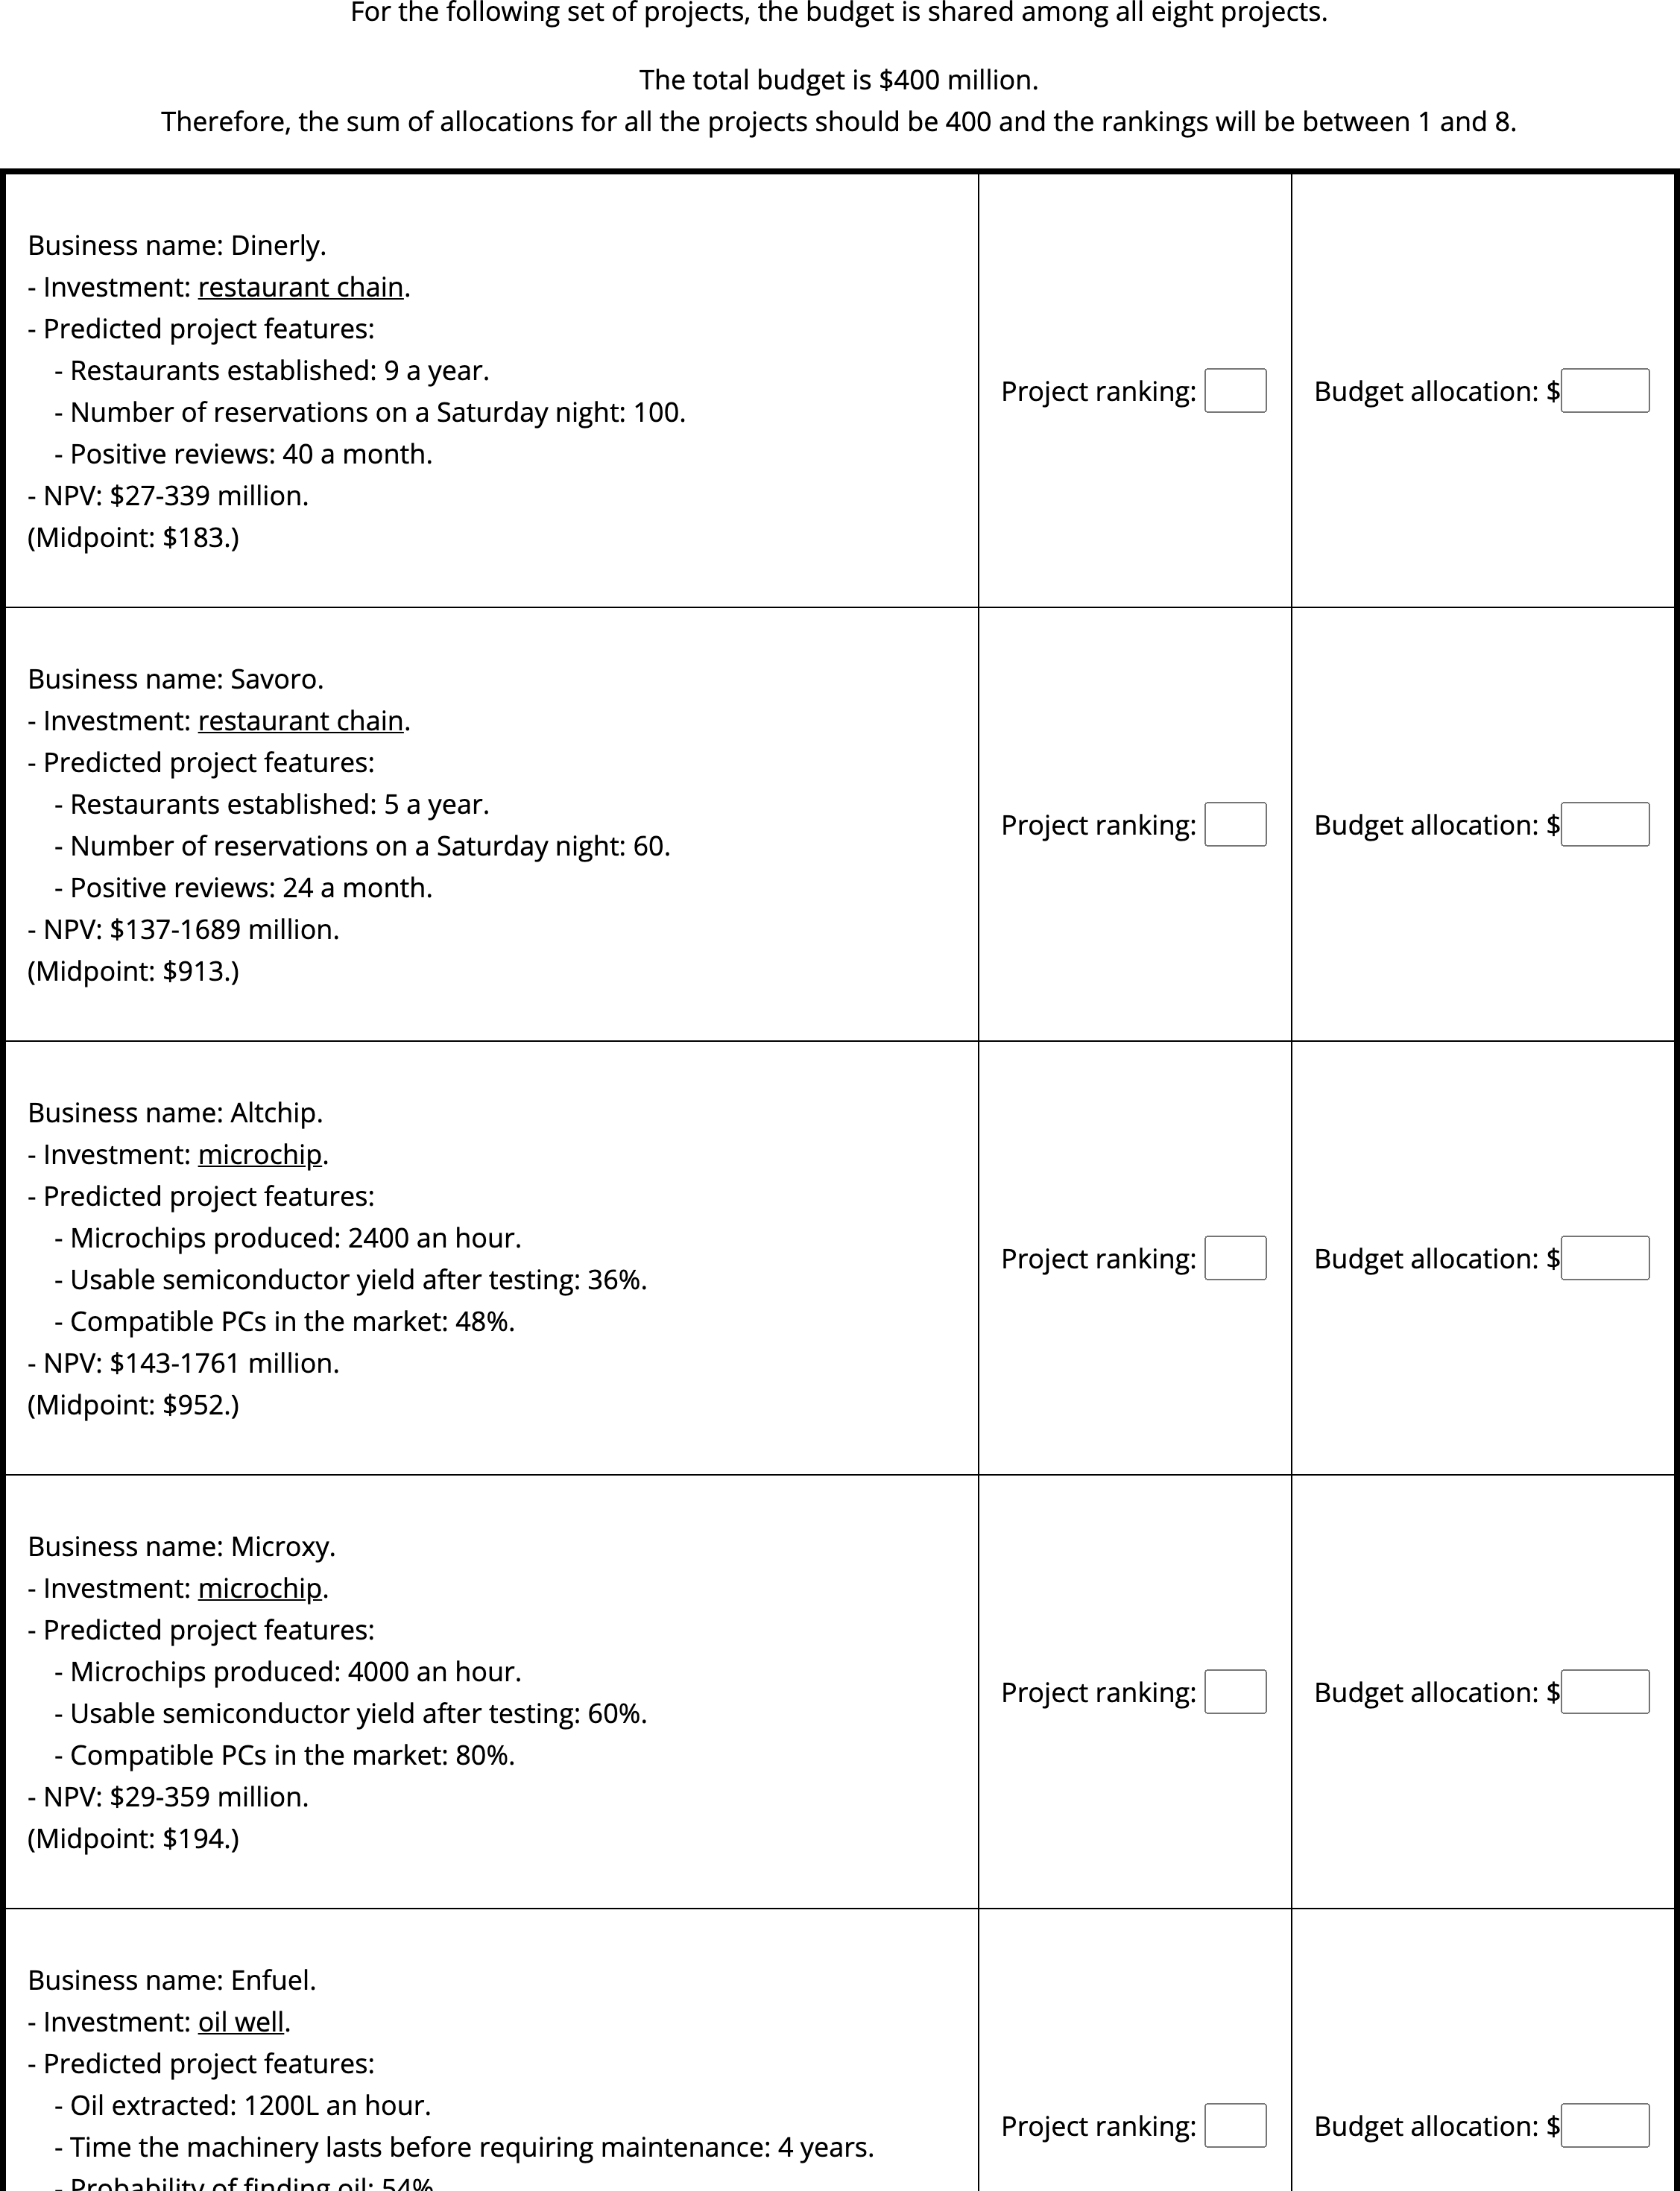 For the following set of projects, the budget is shared among all eight projects.
The total budget is $400 million.
Therefore, the sum of allocations for all the projects should be 400 and the rankings will be between 1 and 8.
Business name: Dinerly.
- Investment: restaurant chain.
- Predicted project features:
- Restaurants established: 9 a year.
- Number of reservations on a Saturday night: 100.
- Positive reviews: 40 a month.
- NPV: $27-339 million.
(Midpoint: $183.)
Project ranking:
Budget allocation: $
Business name: Savoro.
- Investment: restaurant chain.
- Predicted project features:
- Restaurants established: 5 a year.
- Number of reservations on a Saturday night: 60.
- Positive reviews: 24 a month.
- NPV: $137-1689 million.
(Midpoint: $913.)
Project ranking:
Budget allocation: $
Business name: Altchip.
- Investment: microchip.
- Predicted project features:
- Microchips produced: 2400 an hour.
- Usable semiconductor yield after testing: 36%.
- Compatible PCs in the market: 48%.
- NPV: $143-1761 million.
(Midpoint: $952.)
Project ranking:
Budget allocation: $
Business name: Microxy.
- Investment: microchip.
- Predicted project features:
- Microchips produced: 4000 an hour.
- Usable semiconductor yield after testing: 60%.
- Compatible PCs in the market: 80%.
- NPV: $29-359 million.
(Midpoint: $194.)
Project ranking:
Budget allocation: $
Business name: Enfuel.
- Investment: oil well.
- Predicted project features:
- Oil extracted: 1200L an hour.
- Time the machinery lasts before requiring maintenance: 4 years.
- Probability of finding oil: 54%
Project ranking:
Budget allocation: $